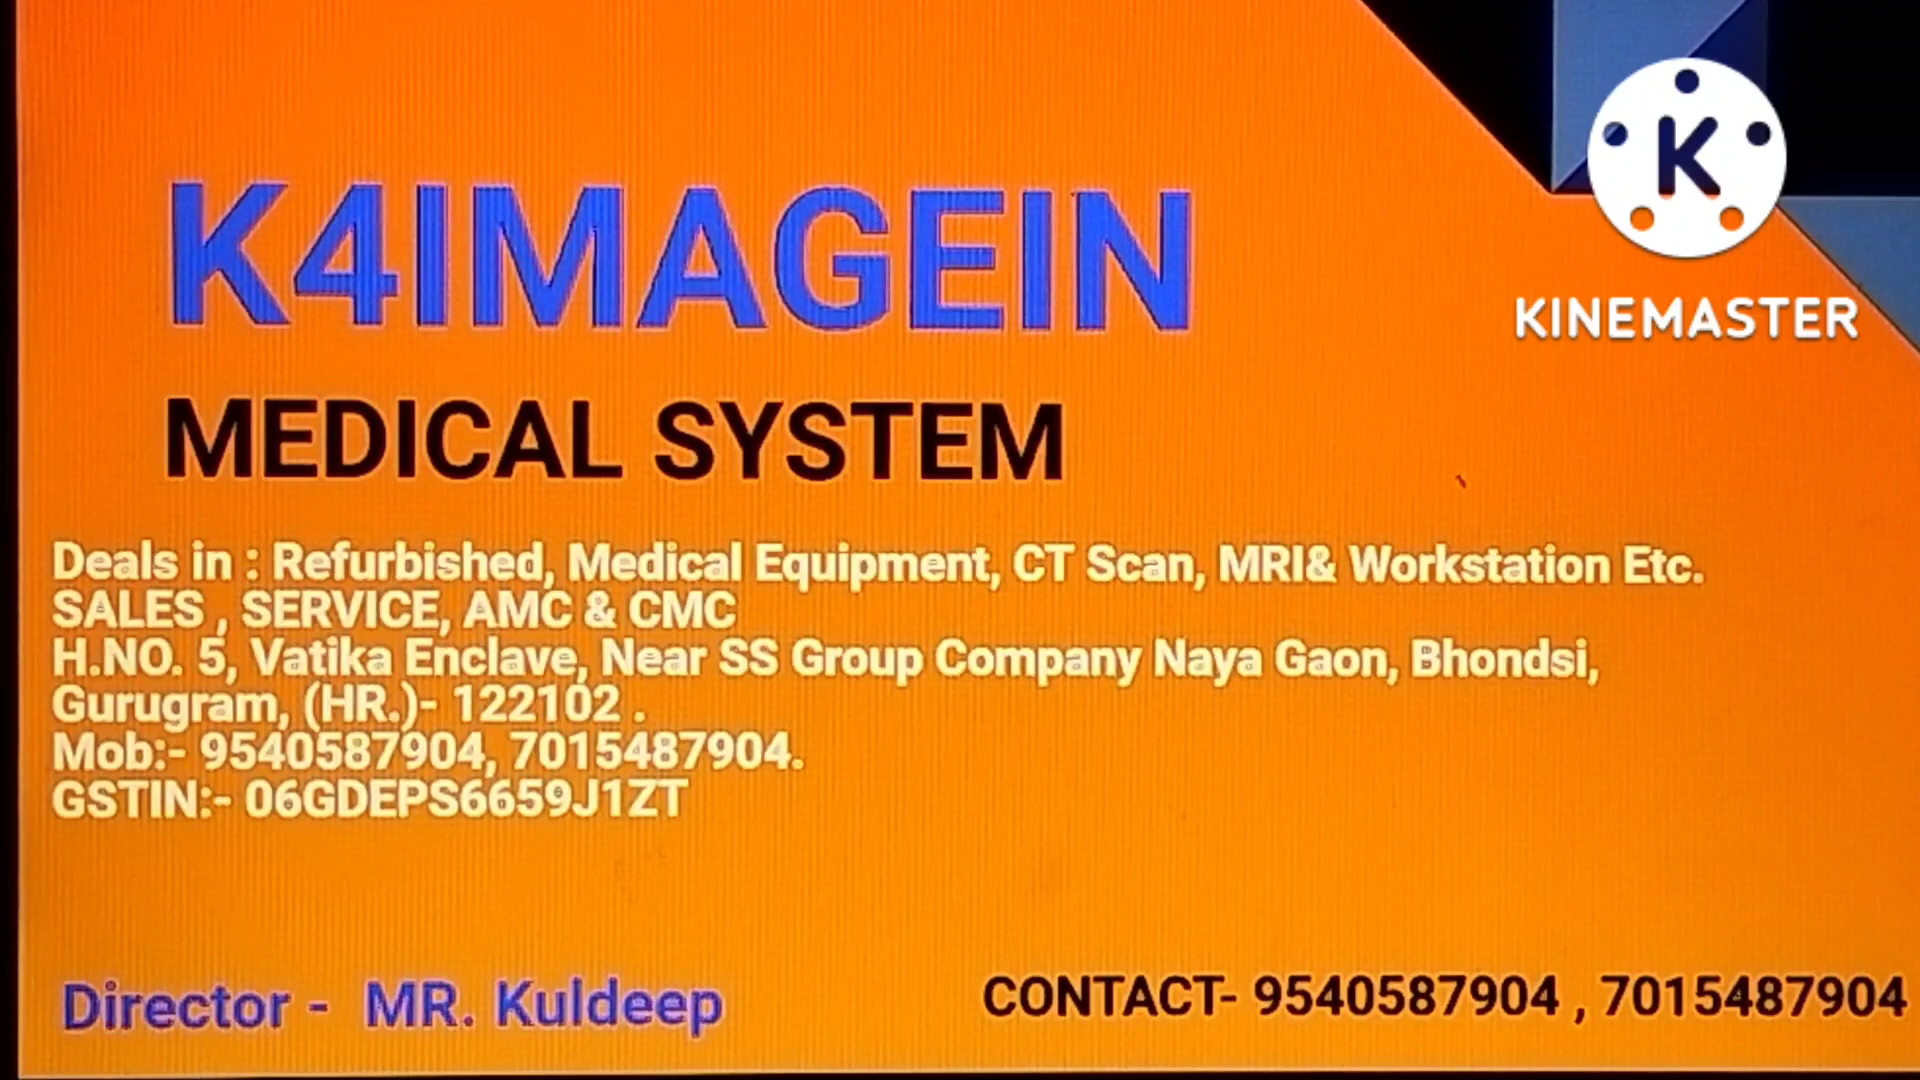 K
KINEMASTER
K4IMAGEIN
MEDICAL SYSTEM
Deals in : Refurbished, Medical Equipment, CT Scan, MRI& Workstation Etc.
SALES , SERVICE, AMC & CMC
H.NO. 5, Vatika Enclave, Near SS Group Company Naya Gaon, Bhondsi,
Gurugram, (HR.)- 122102 .
Mob:- 9540587904, 7015487904.
GSTIN:- 06GDEPS6659J1ZT
Director - MR. Kuldeep
CONTACT- 9540587904 , 7015487904